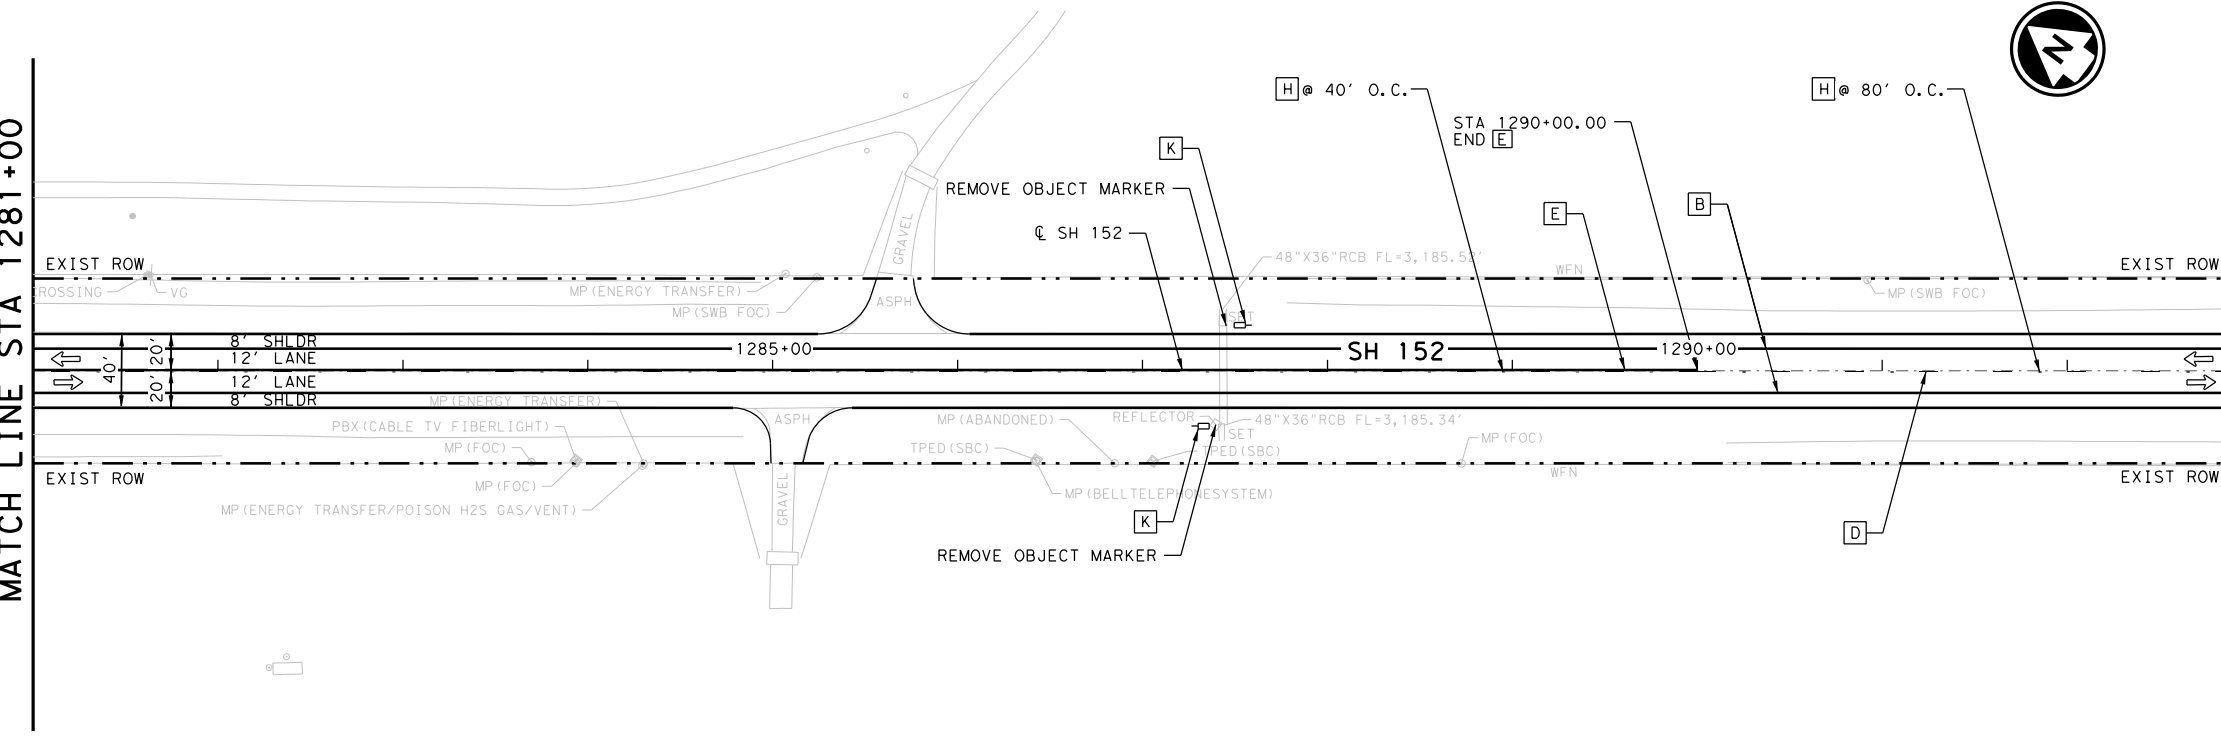 MATCH LINE STA 1281+00
N
H @ 40' O.C.
H @ 80' O.C.
STA 1290+00.00
END E
K
REMOVE OBJECT MARKER
℄ SH 152
E
B
GRAVEL
48"X36"RCB FL=3,185.52'
EXIST ROW
WFN
EXIST ROW
ROSSING
VG
MP(ENERGY TRANSFER)
MP(SWB FOC)
ASPH
MP(SWB FOC)
SET
8' SHLDR
12' LANE
12' LANE
8' SHLDR
40'
20'
20'
1285+00
SH 152
1290+00
MP(ENERGY TRANSFER)
PBX(CABLE TV FIBERLIGHT)
MP(FOC)
MP(FOC)
MP(ENERGY TRANSFER/POISON H2S GAS/VENT)
ASPH
GRAVEL
MP(ABANDONED)
REFLECTOR
48"X36"RCB FL=3,185.34'
SET
TPED(SBC)
TPED(SBC)
MP(FOC)
MP(BELLTELEPHONESYSTEM)
WFN
EXIST ROW
EXIST ROW
K
REMOVE OBJECT MARKER
D